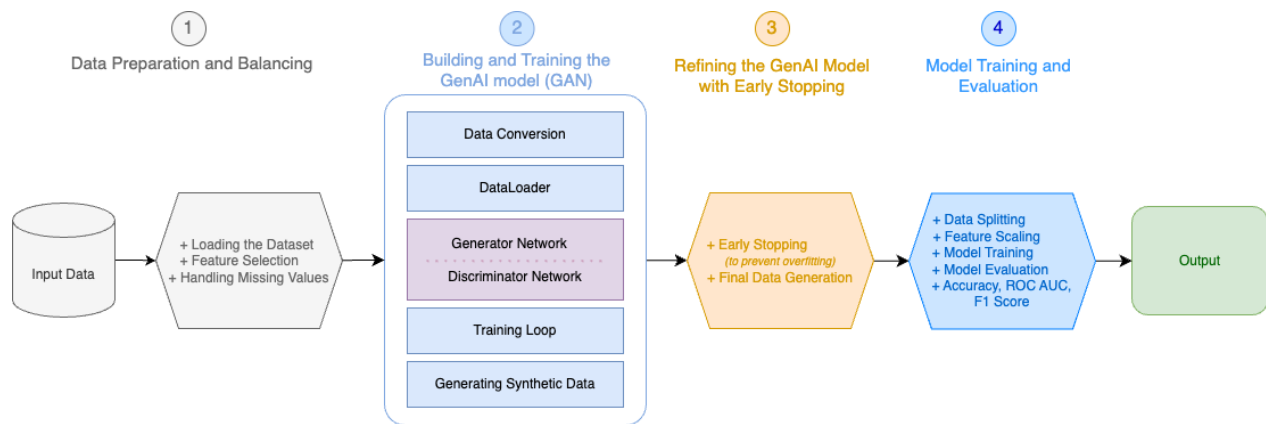 1
Data Preparation and Balancing
2
Building and Training the
GenAI model (GAN)
3
Refining the GenAI Model
with Early Stopping
4
Model Training and
Evaluation
Input Data
+ Loading the Dataset
+ Feature Selection
+ Handling Missing Values
Data Conversion
DataLoader
Generator Network
Discriminator Network
Training Loop
Generating Synthetic Data
+ Early Stopping
(to prevent overfitting)
+ Final Data Generation
+ Data Splitting
+ Feature Scaling
+ Model Training
+ Model Evaluation
+ Accuracy, ROC AUC,
F1 Score
Output